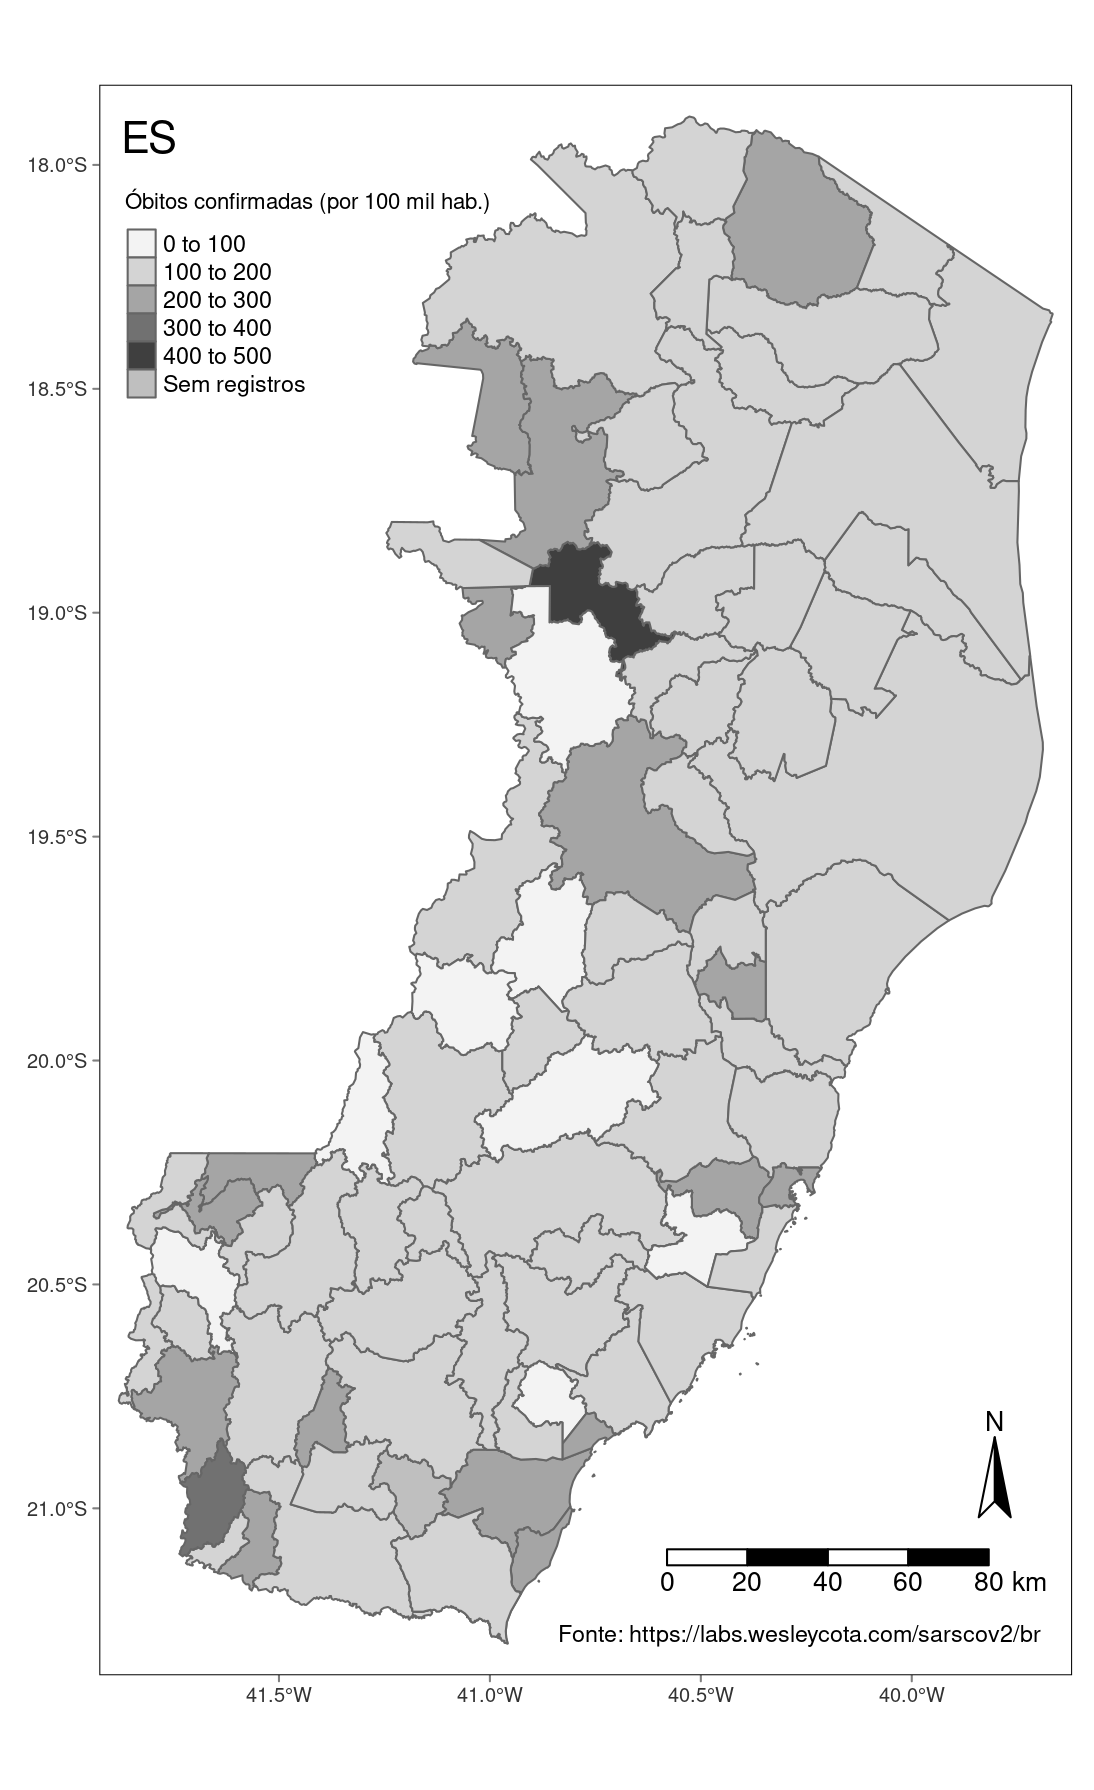 ES
Óbitos confirmadas (por 100 mil hab.)
0 to 100
100 to 200
200 to 300
300 to 400
400 to 500
Sem registros
18.0°S
18.5°S
19.0°S
19.5°S
20.0°S
20.5°S
21.0°S
N
0 20 40 60 80 km
Fonte: https://labs.wesleycota.com/sarscov2/br
41.5°W 41.0°W 40.5°W 40.0°W